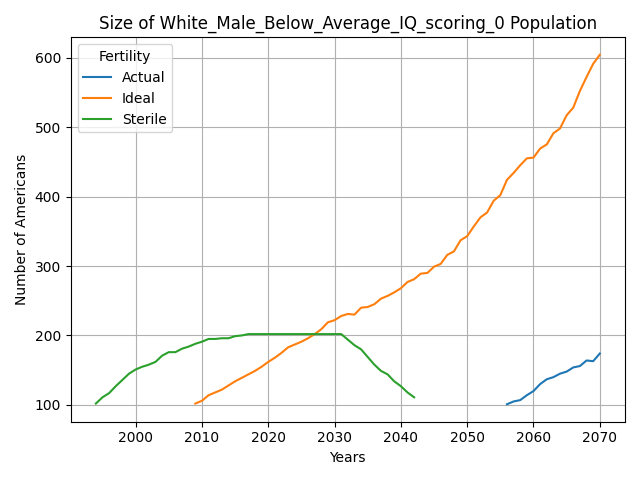 Size of White_Male_Below_Average_IQ_scoring_0 Population
Fertility
Actual
Ideal
Sterile
Number of Americans
600
500
400
300
200
100
2000 2010 2020 2030 2040 2050 2060 2070
Years